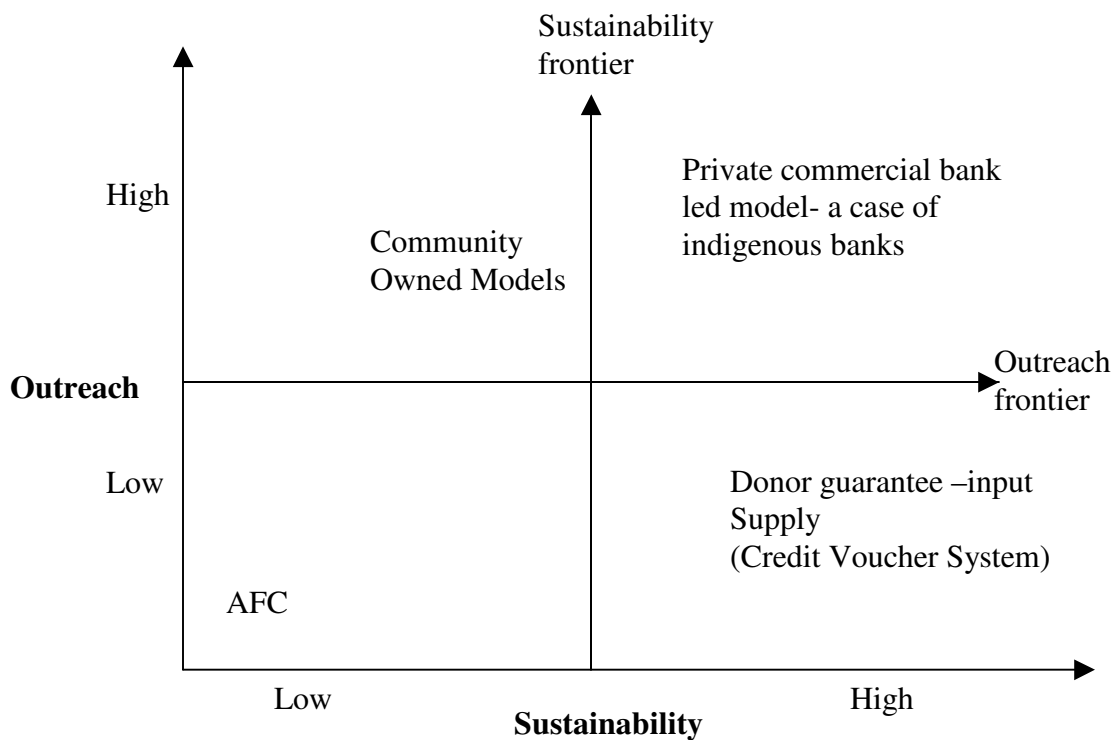 Sustainability
frontier
High
Private commercial bank
led model- a case of
indigenous banks
Community
Owned Models
Outreach
Outreach
frontier
Low
Donor guarantee –input
Supply
(Credit Voucher System)
AFC
Low
High
Sustainability